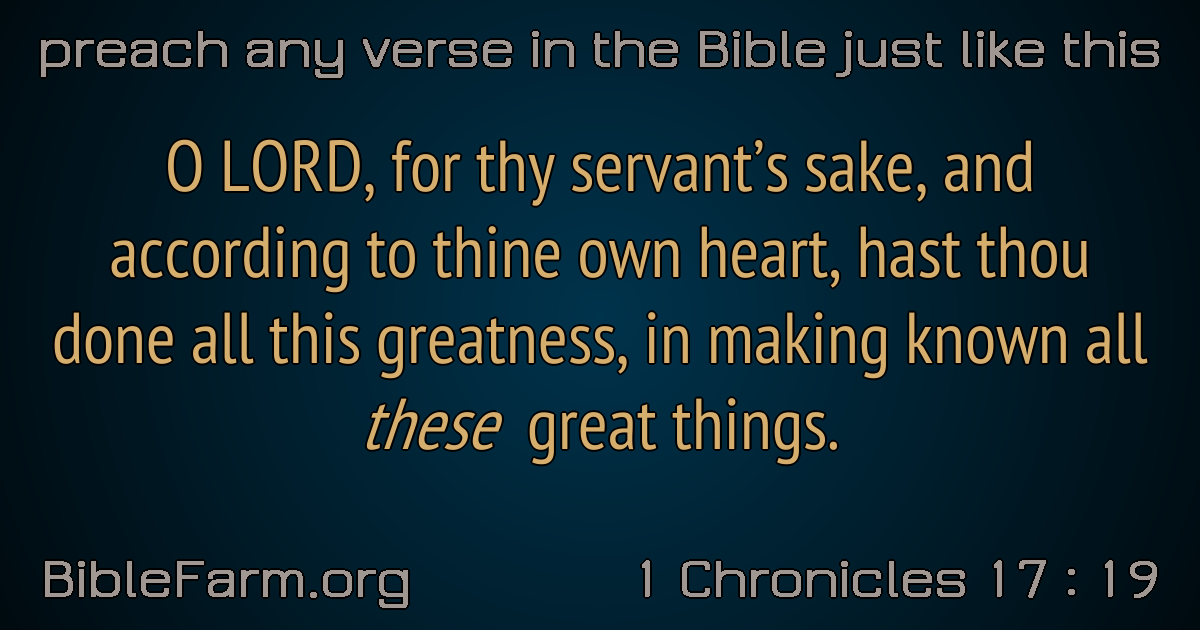 preach any verse in the Bible just like this
O LORD, for thy servant’s sake, and
according to thine own heart, hast thou
done all this greatness, in making known all
these great things.
BibleFarm.org
1 Chronicles 17 : 19